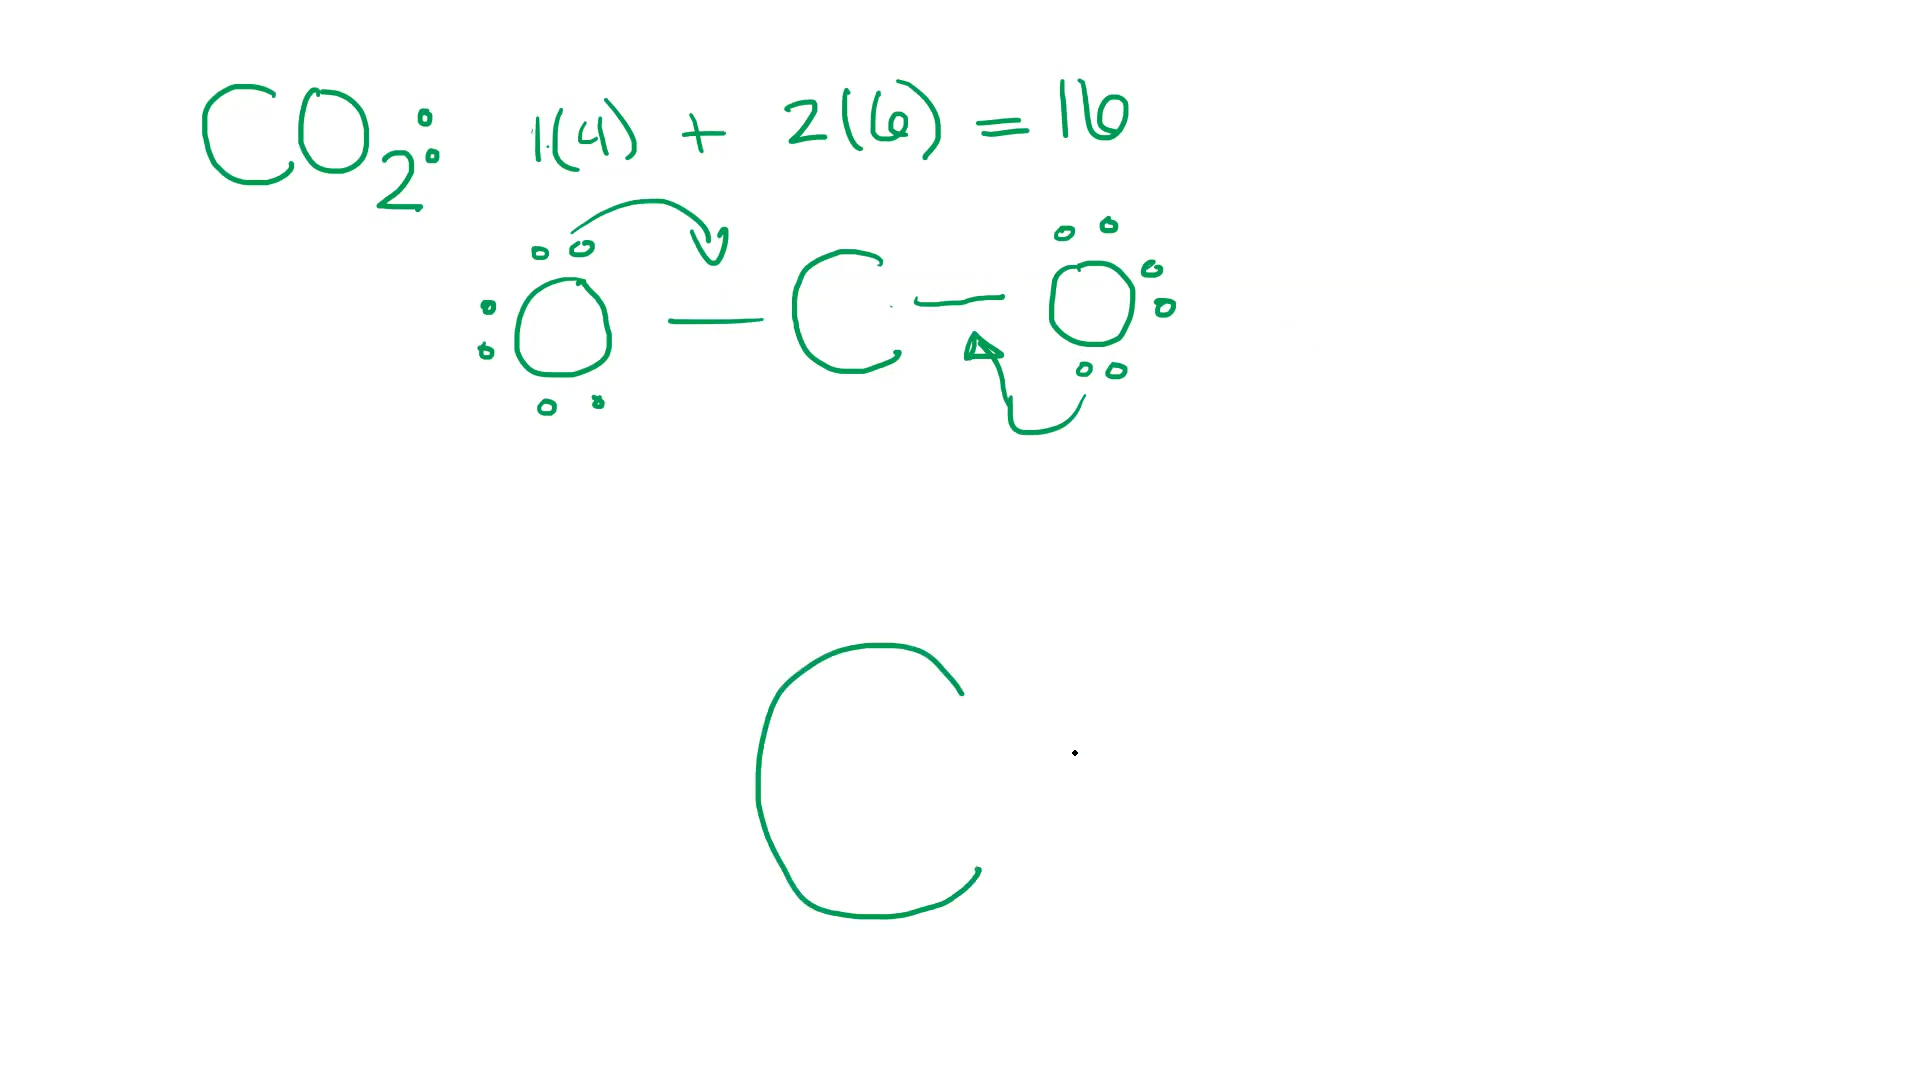 CO2: 1(4) + 2(6) = 16
O — C — O
C